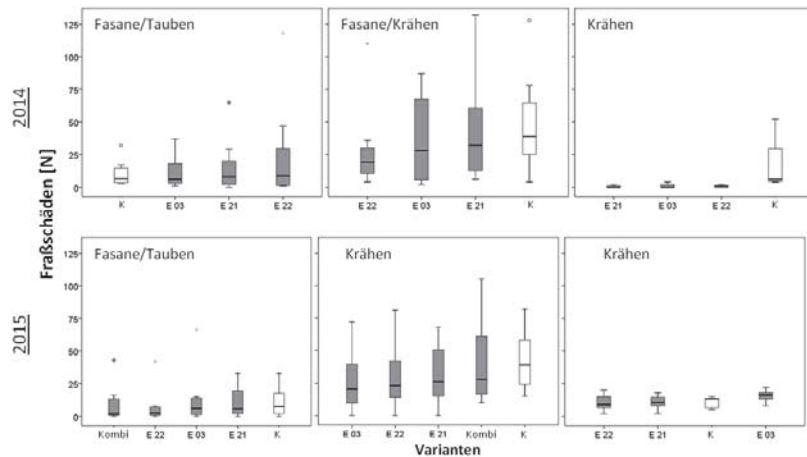 Fraßschäden [N]
2014
Fasane/Tauben
125
100
75
50
25
0
K
E 03
E 21
E 22
Fasane/Krähen
E 22
E 03
E 21
K
Krähen
E 21
E 03
E 22
K
2015
Fasane/Tauben
125
100
75
50
25
0
Kombi
E 22
E 03
E 21
K
Krähen
E 03
E 22
E 21
Kombi
K
Krähen
E 22
E 21
K
E 03
Varianten